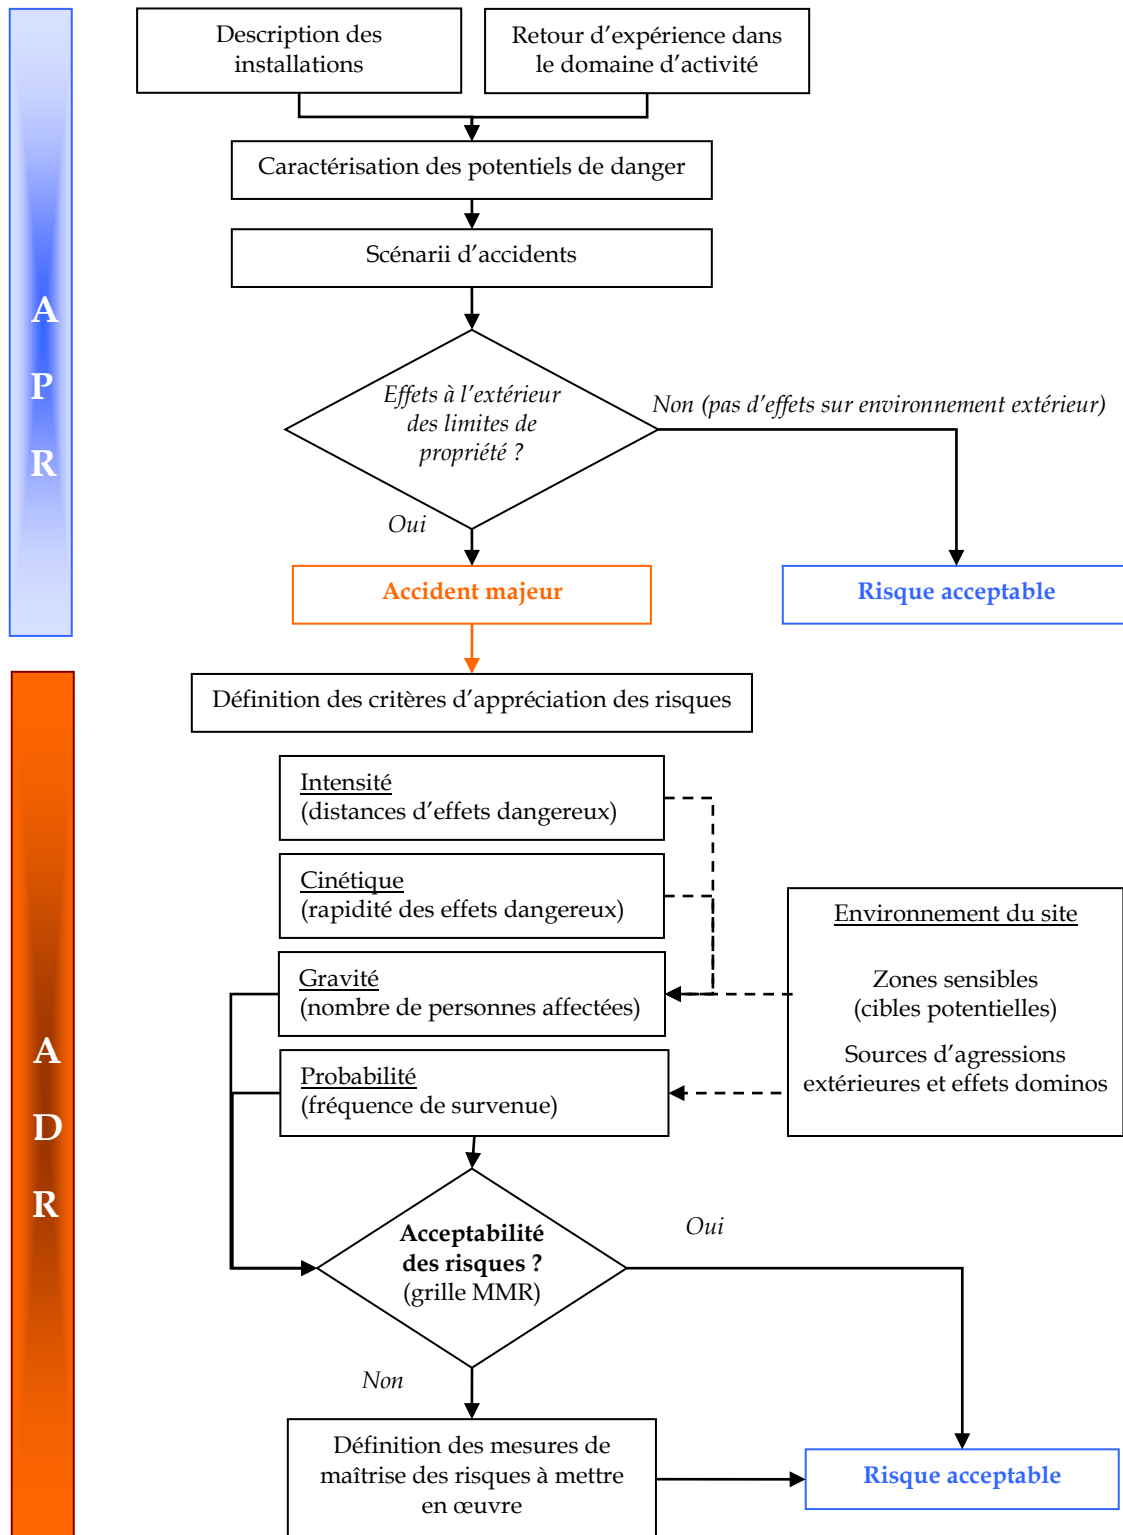 Description des
installations
Retour d’expérience dans
le domaine d’activité
Caractérisation des potentiels de danger
Scénarii d’accidents
A
P
R
Effets à l’extérieur
des limites de
propriété ?
Non (pas d'effets sur environnement extérieur)
Oui
Accident majeur
Risque acceptable
Définition des critères d’appréciation des risques
Intensité
(distances d’effets dangereux)
Cinétique
(rapidité des effets dangereux)
Gravité
(nombre de personnes affectées)
Probabilité
(fréquence de survenue)
Environnement du site
Zones sensibles
(cibles potentielles)
Sources d’agressions
extérieures et effets dominos
A
D
R
Acceptabilité
des risques ?
(grille MMR)
Oui
Non
Définition des mesures de
maîtrise des risques à mettre
en œuvre
Risque acceptable